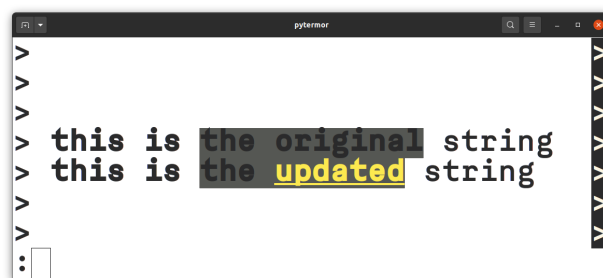 pytermor
> >
> >
> >
> this is the original string >
> this is the updated string >
> >
> >
: